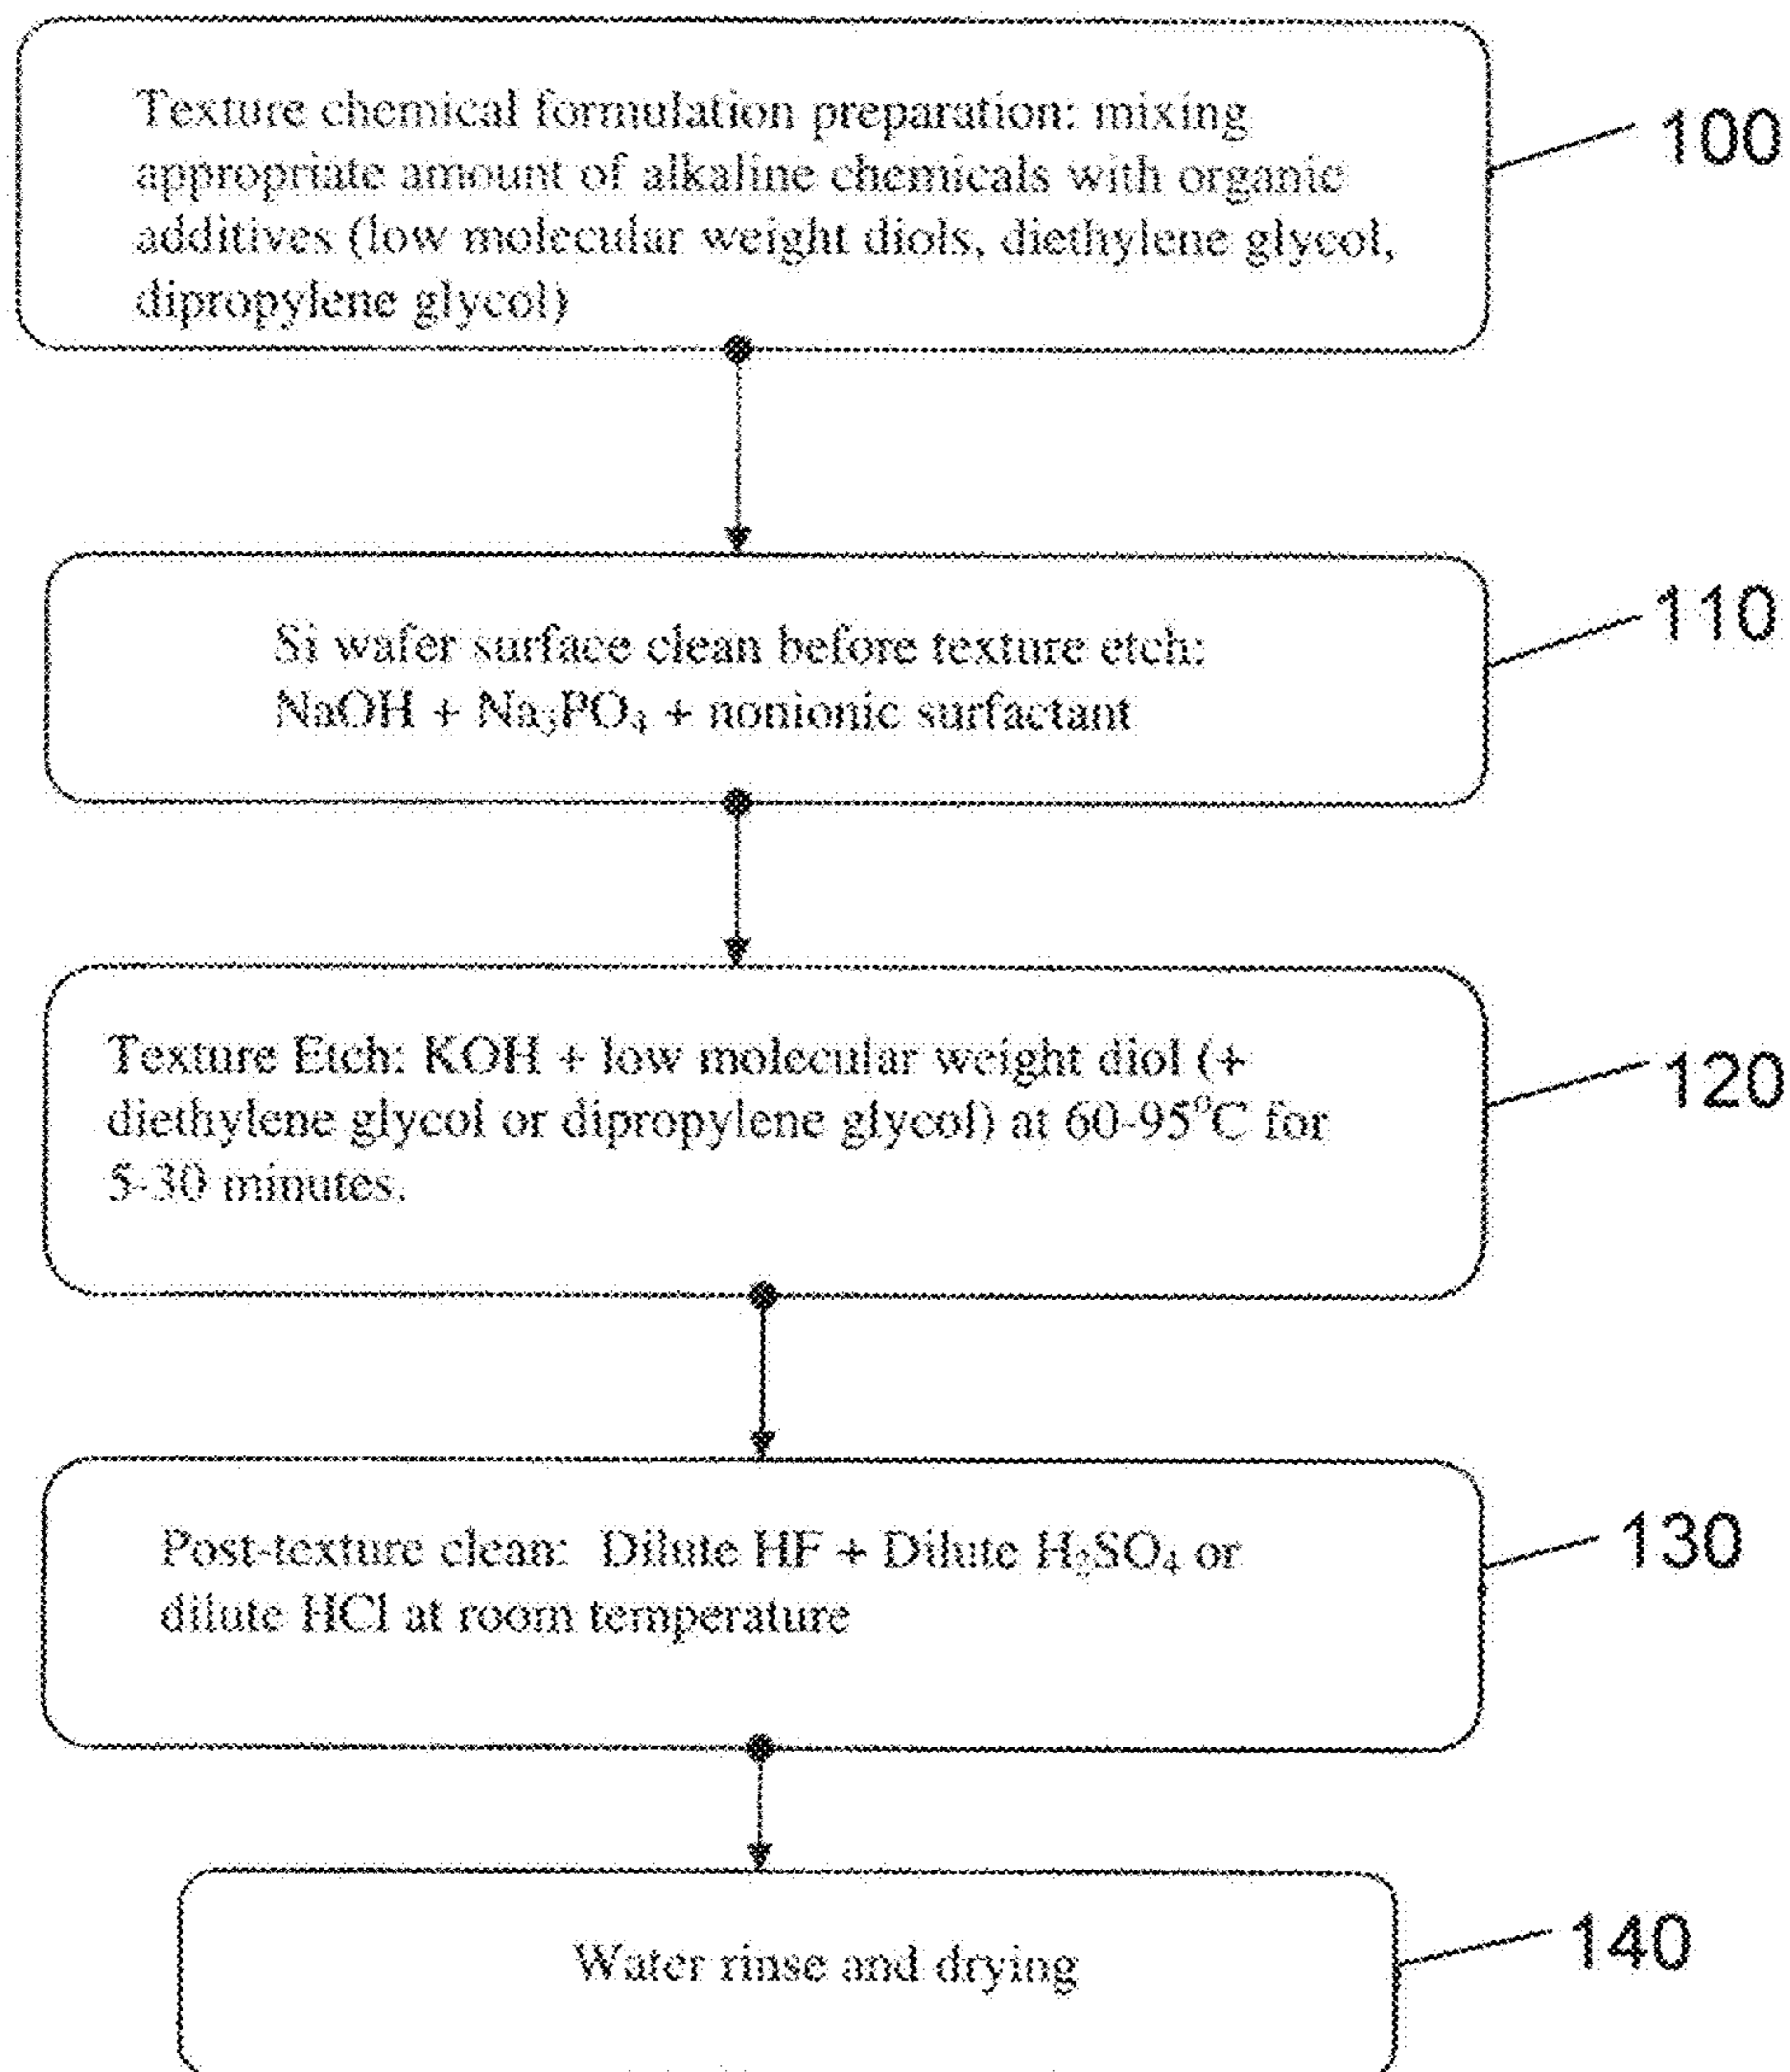 Texture chemical formulation preparation: mixing
appropriate amount of alkaline chemicals with organic
additives (low molecular weight diols, diethylene glycol,
dipropylene glycol)
100
Si wafer surface clean before texture etch:
NaOH + Na₃PO₄ + nonionic surfactant
110
Texture Etch: KOH + low molecular weight diol (+
diethylene glycol or dipropylene glycol) at 60-95°C for
5-30 minutes.
120
Post-texture clean: Dilute HF + Dilute H₂SO₄ or
dilute HCl at room temperature
130
Water rinse and drying
140